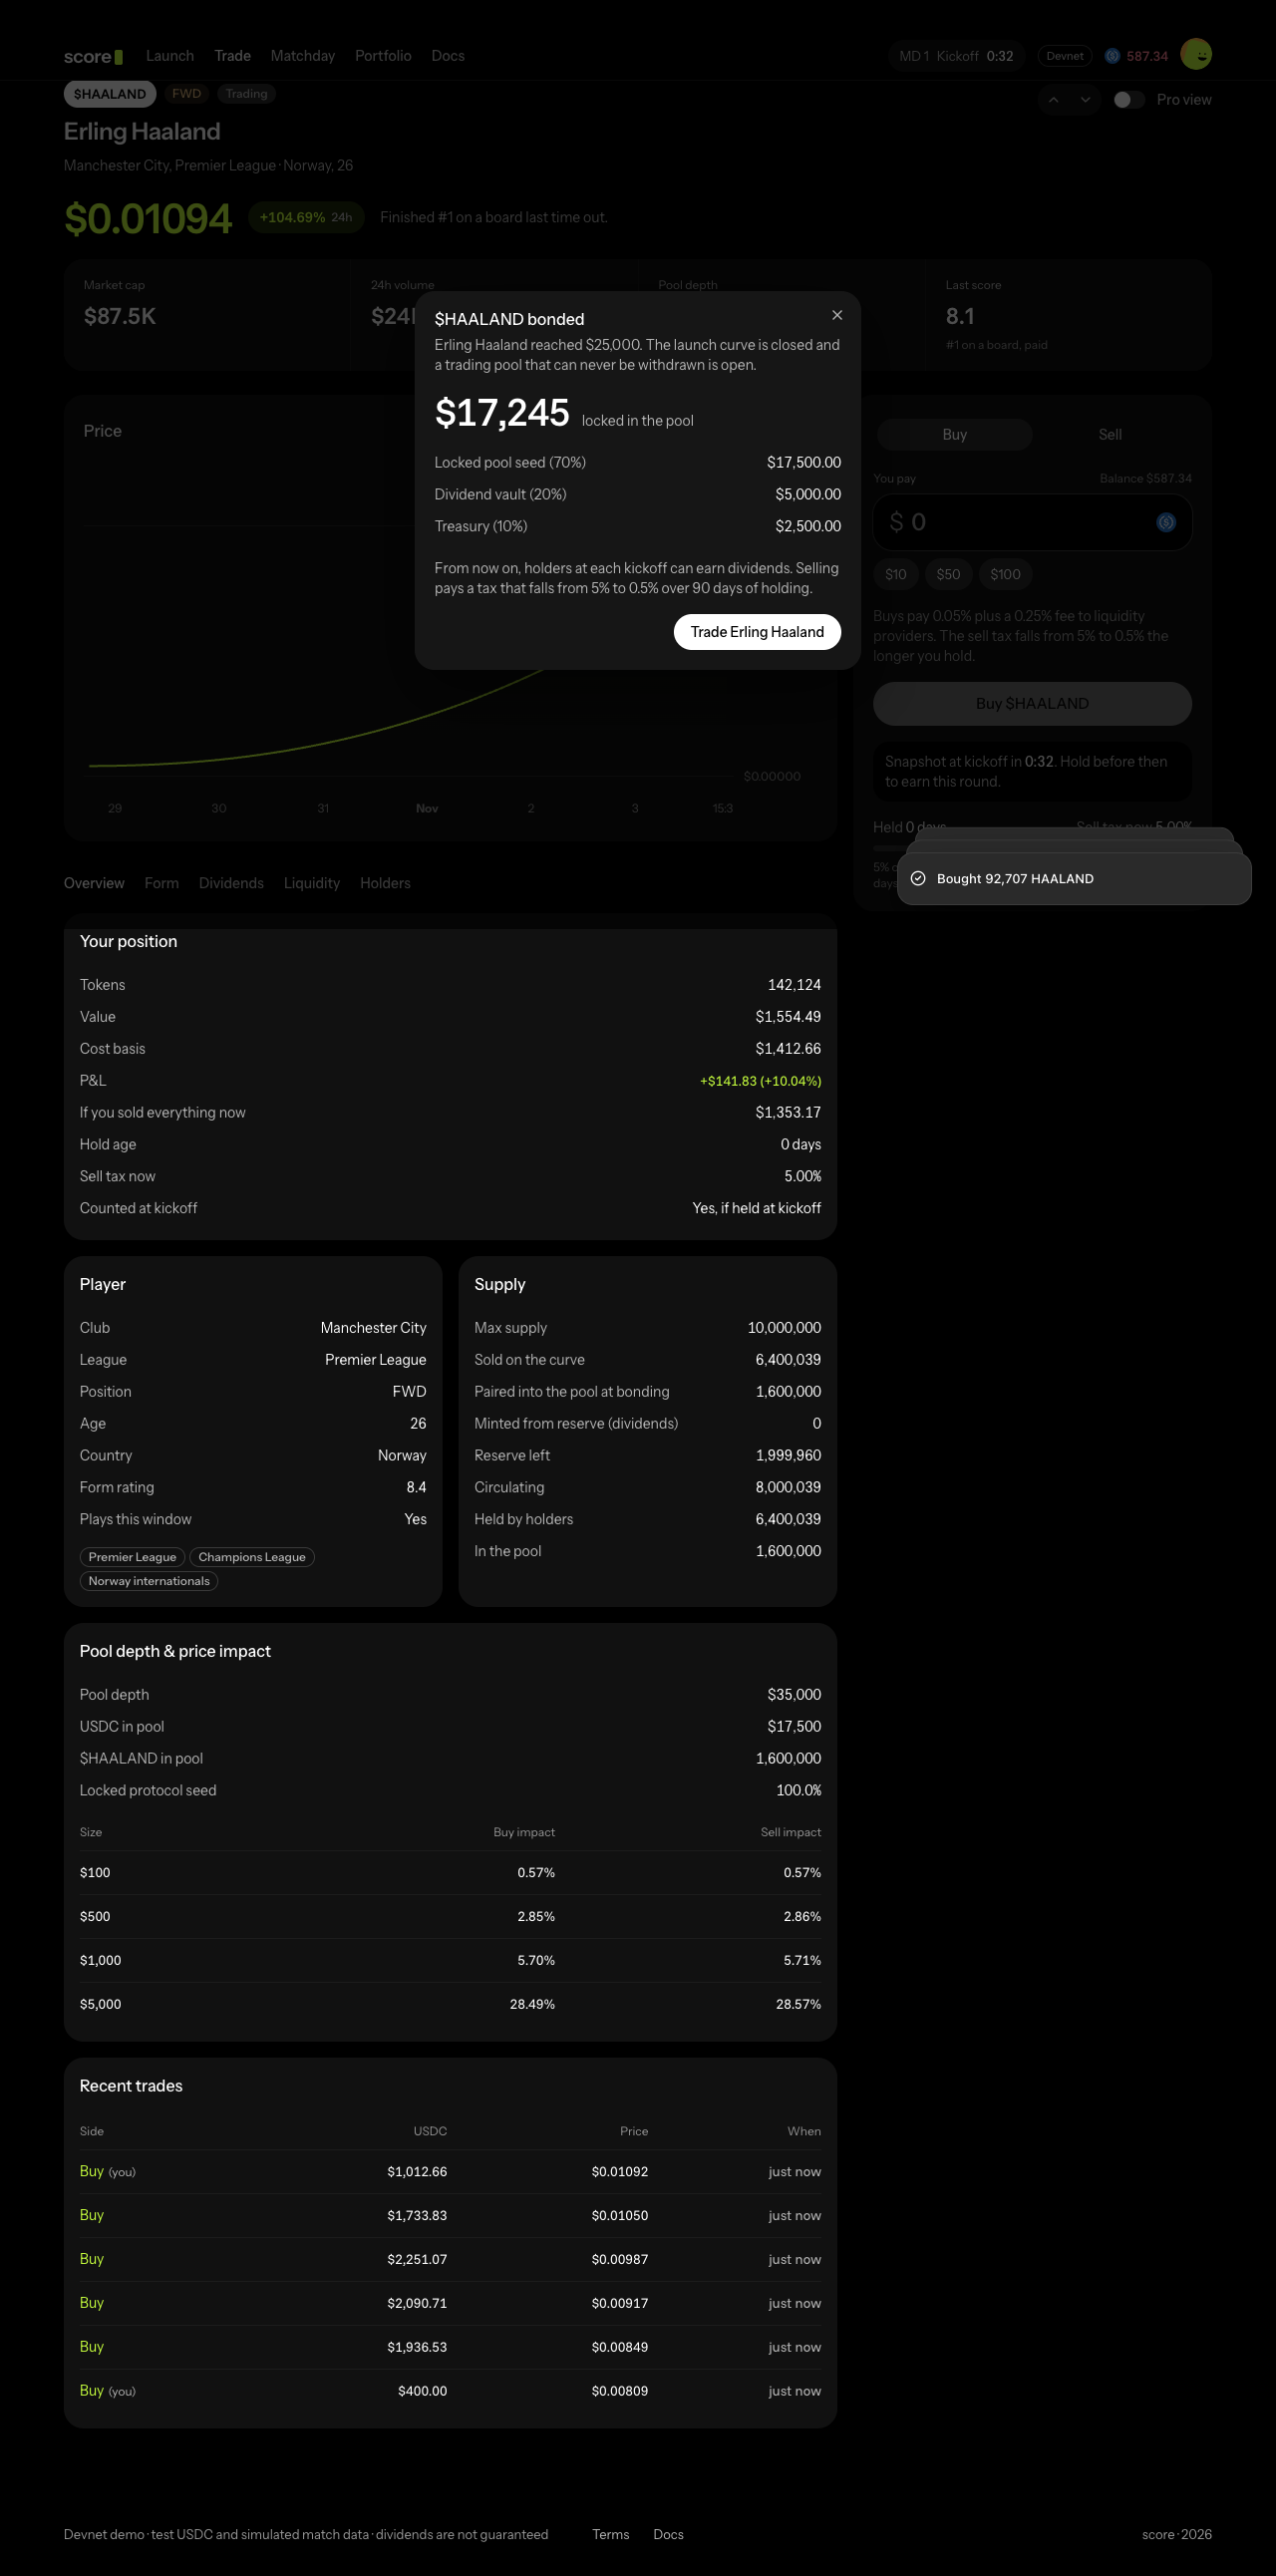 score
Launch
Trade
Matchday
Portfolio
Docs
MD 1 Kickoff 0:32
Devnet
587.34
$HAALAND
FWD
Trading
Pro view
Erling Haaland
Manchester City, Premier League · Norway, 26
$0.01094
+104.69% 24h
Finished #1 on a board last time out.
Market cap
$87.5K
24h volume
$24
Pool depth
Last score
8.1
#1 on a board, paid
$HAALAND bonded
Erling Haaland reached $25,000. The launch curve is closed and
a trading pool that can never be withdrawn is open.
$17,245 locked in the pool
Locked pool seed (70%) $17,500.00
Dividend vault (20%) $5,000.00
Treasury (10%) $2,500.00
From now on, holders at each kickoff can earn dividends. Selling
pays a tax that falls from 5% to 0.5% over 90 days of holding.
Trade Erling Haaland
Price
$0.00000
29 30 31 Nov 2 3 15:3
Buy
Sell
You pay
Balance $587.34
$ 0
$10
$50
$100
Buys pay 0.05% plus a 0.25% fee to liquidity
providers. The sell tax falls from 5% to 0.5% the
longer you hold.
Buy $HAALAND
Snapshot at kickoff in 0:32. Hold before then
to earn this round.
Held 0 days
Sell tax now 5.00%
5%
days
Bought 92,707 HAALAND
Overview
Form
Dividends
Liquidity
Holders
Your position
Tokens 142,124
Value $1,554.49
Cost basis $1,412.66
P&L +$141.83 (+10.04%)
If you sold everything now $1,353.17
Hold age 0 days
Sell tax now 5.00%
Counted at kickoff Yes, if held at kickoff
Player
Club Manchester City
League Premier League
Position FWD
Age 26
Country Norway
Form rating 8.4
Plays this window Yes
Premier League
Champions League
Norway internationals
Supply
Max supply 10,000,000
Sold on the curve 6,400,039
Paired into the pool at bonding 1,600,000
Minted from reserve (dividends) 0
Reserve left 1,999,960
Circulating 8,000,039
Held by holders 6,400,039
In the pool 1,600,000
Pool depth & price impact
Pool depth $35,000
USDC in pool $17,500
$HAALAND in pool 1,600,000
Locked protocol seed 100.0%
Size Buy impact Sell impact
$100 0.57% 0.57%
$500 2.85% 2.86%
$1,000 5.70% 5.71%
$5,000 28.49% 28.57%
Recent trades
Side USDC Price When
Buy (you) $1,012.66 $0.01092 just now
Buy $1,733.83 $0.01050 just now
Buy $2,251.07 $0.00987 just now
Buy $2,090.71 $0.00917 just now
Buy $1,936.53 $0.00849 just now
Buy (you) $400.00 $0.00809 just now
Devnet demo · test USDC and simulated match data · dividends are not guaranteed
Terms
Docs
score · 2026